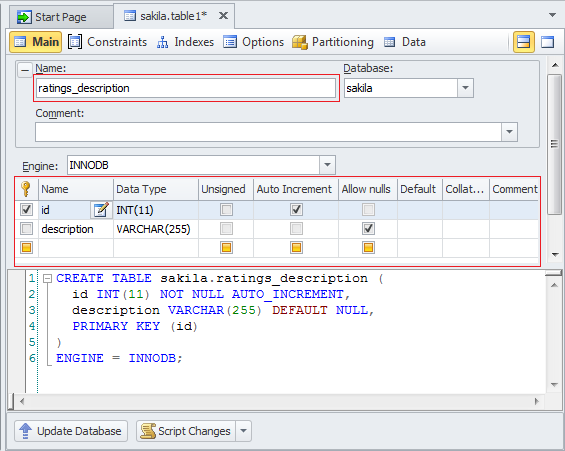 Start Page sakila.table1*
Main Constraints Indexes Options Partitioning Data
Name: Database:
ratings_description sakila
Comment:
Engine: INNODB
Name Data Type Unsigned Auto Increment Allow nulls Default Collat... Comment
id INT(11)
description VARCHAR(255)
1 CREATE TABLE sakila.ratings_description (
2 id INT(11) NOT NULL AUTO_INCREMENT,
3 description VARCHAR(255) DEFAULT NULL,
4 PRIMARY KEY (id)
5 )
6 ENGINE = INNODB;
Update Database Script Changes